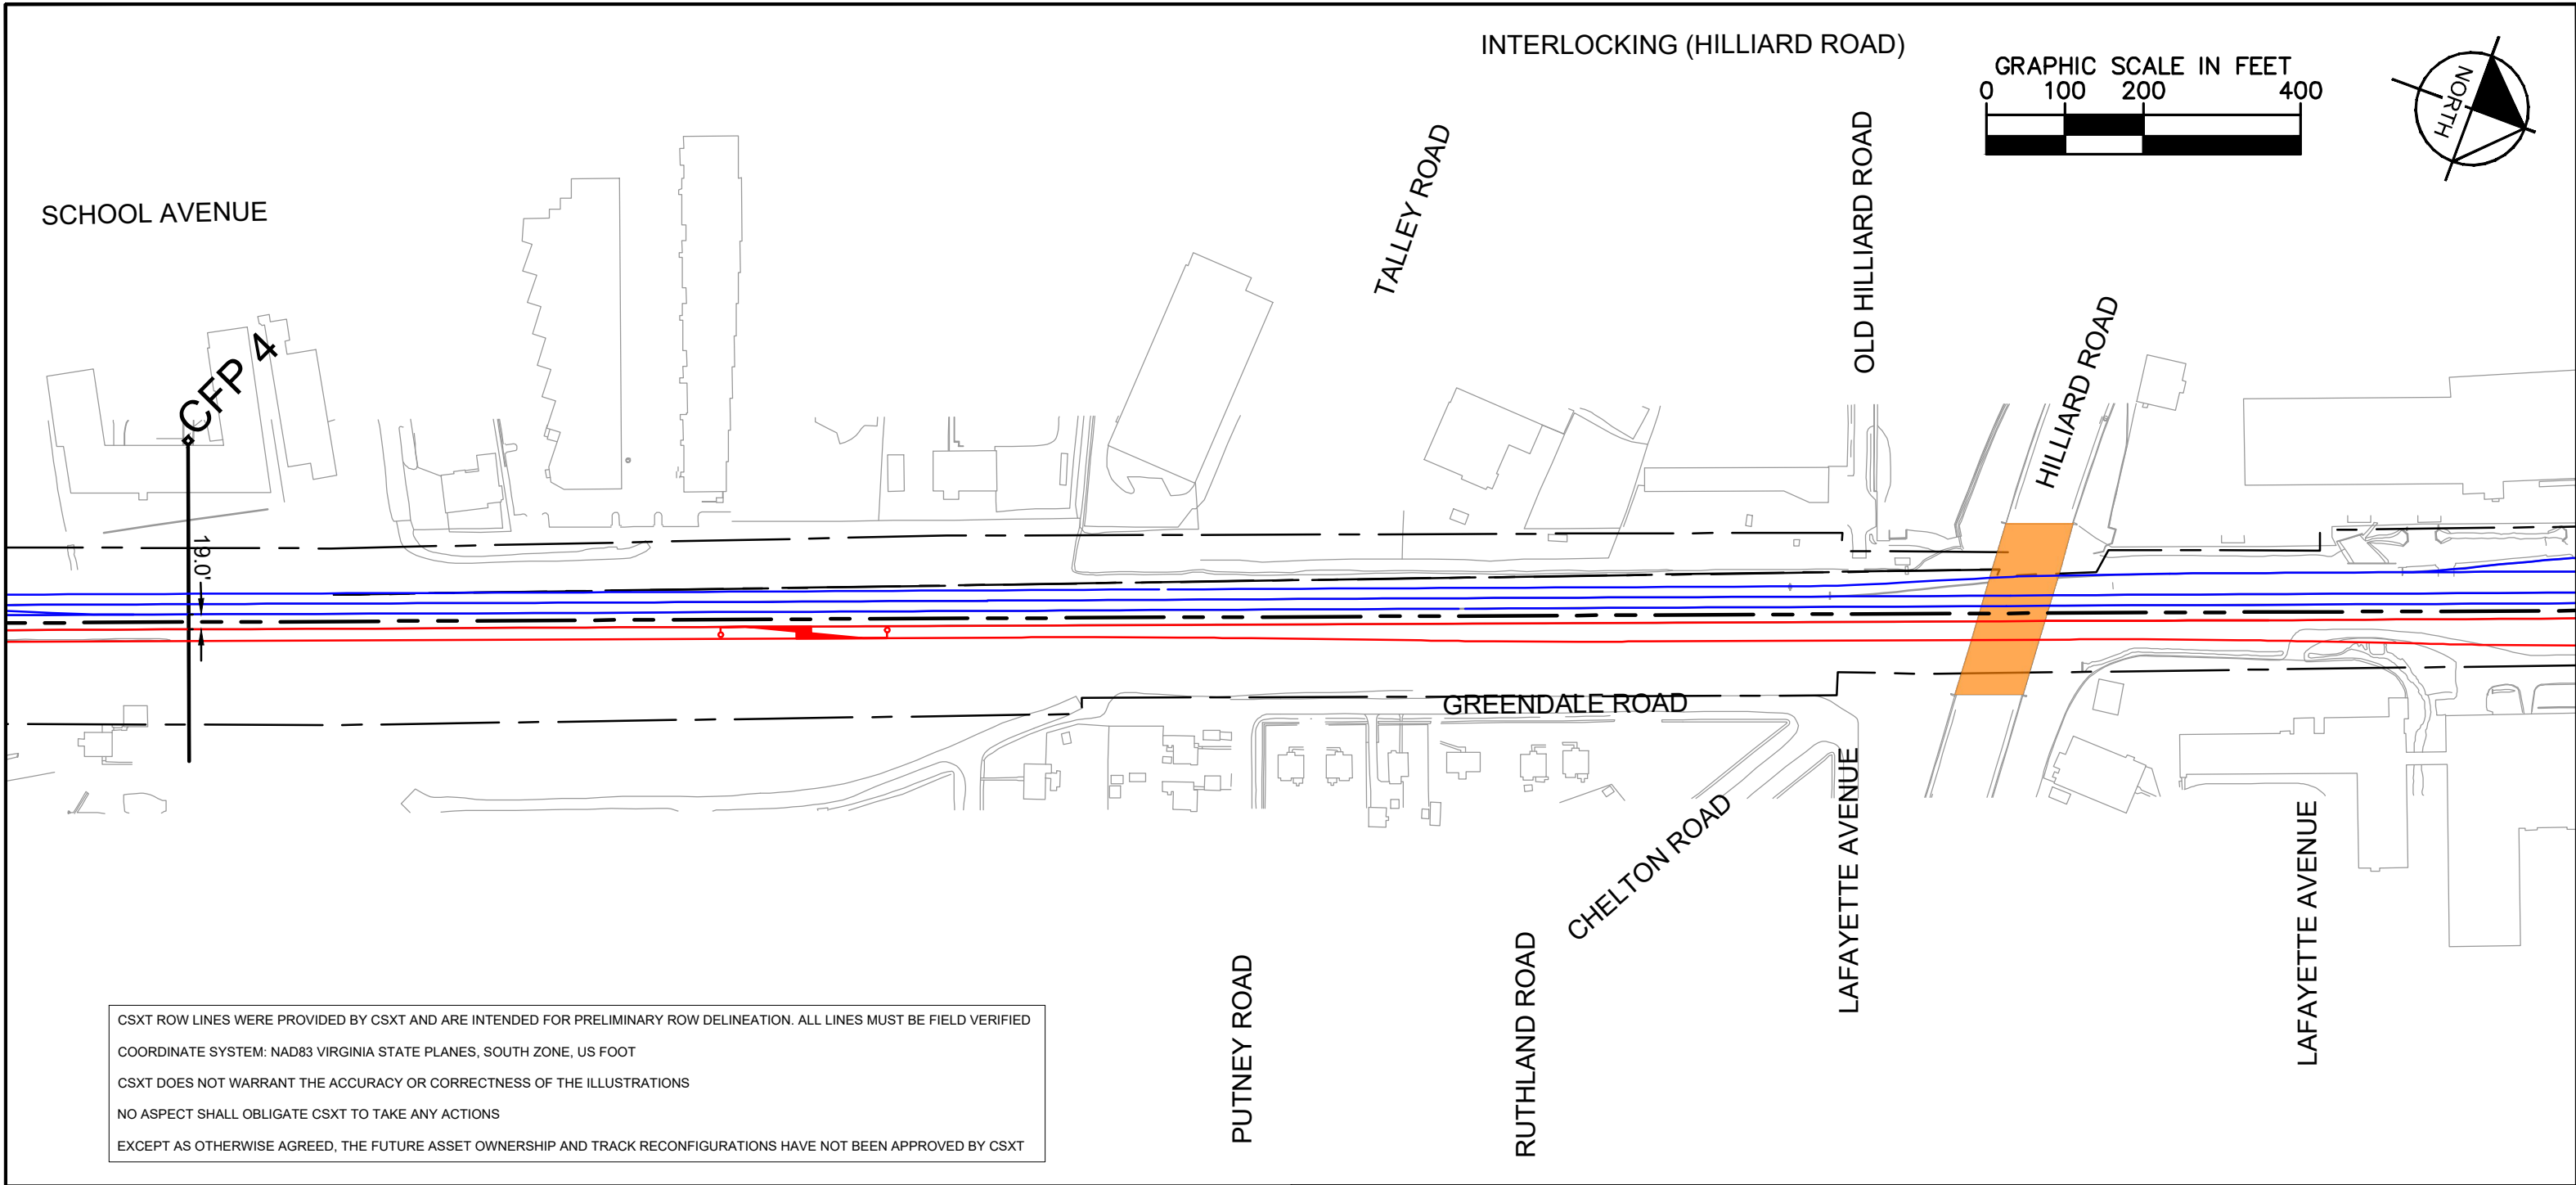 INTERLOCKING (HILLIARD ROAD)
GRAPHIC SCALE IN FEET
0 100 200 400
NORTH
SCHOOL AVENUE
TALLEY ROAD
OLD HILLIARD ROAD
HILLIARD ROAD
CFP 4
19.0'
GREENDALE ROAD
CHELTON ROAD
LAFAYETTE AVENUE
LAFAYETTE AVENUE
PUTNEY ROAD
RUTHLAND ROAD
CSXT ROW LINES WERE PROVIDED BY CSXT AND ARE INTENDED FOR PRELIMINARY ROW DELINEATION. ALL LINES MUST BE FIELD VERIFIED
COORDINATE SYSTEM: NAD83 VIRGINIA STATE PLANES, SOUTH ZONE, US FOOT
CSXT DOES NOT WARRANT THE ACCURACY OR CORRECTNESS OF THE ILLUSTRATIONS
NO ASPECT SHALL OBLIGATE CSXT TO TAKE ANY ACTIONS
EXCEPT AS OTHERWISE AGREED, THE FUTURE ASSET OWNERSHIP AND TRACK RECONFIGURATIONS HAVE NOT BEEN APPROVED BY CSXT